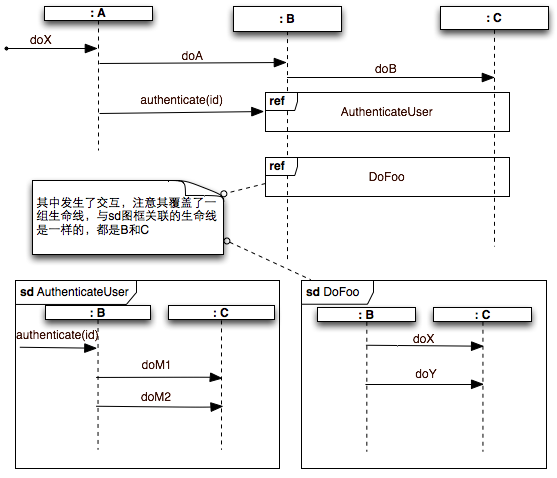 : A
: B
: C
doX
doA
doB
authenticate(id)
ref
AuthenticateUser
ref
DoFoo
其中发生了交互，注意其覆盖了一
组生命线，与sd图框关联的生命线
是一样的，都是B和C
sd AuthenticateUser
: B
: C
authenticate(id)
doM1
doM2
sd DoFoo
: B
: C
doX
doY